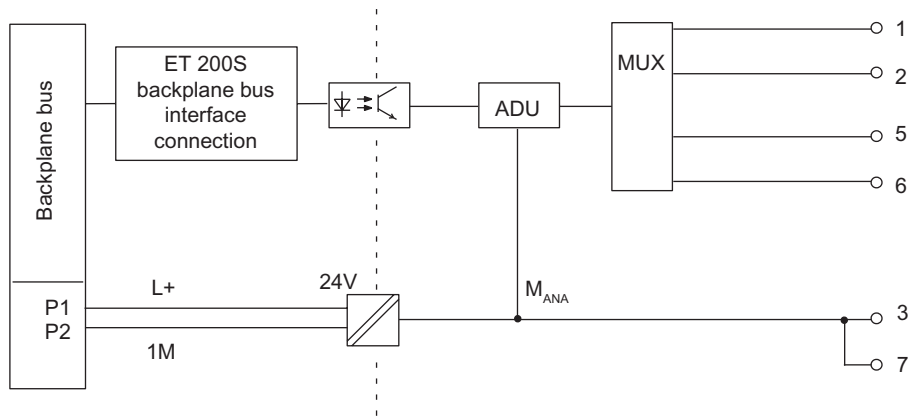 Backplane bus
ET 200S
backplane bus
interface
connection
ADU
MUX
1
2
5
6
P1
P2
L+
1M
24V
MANA
3
7